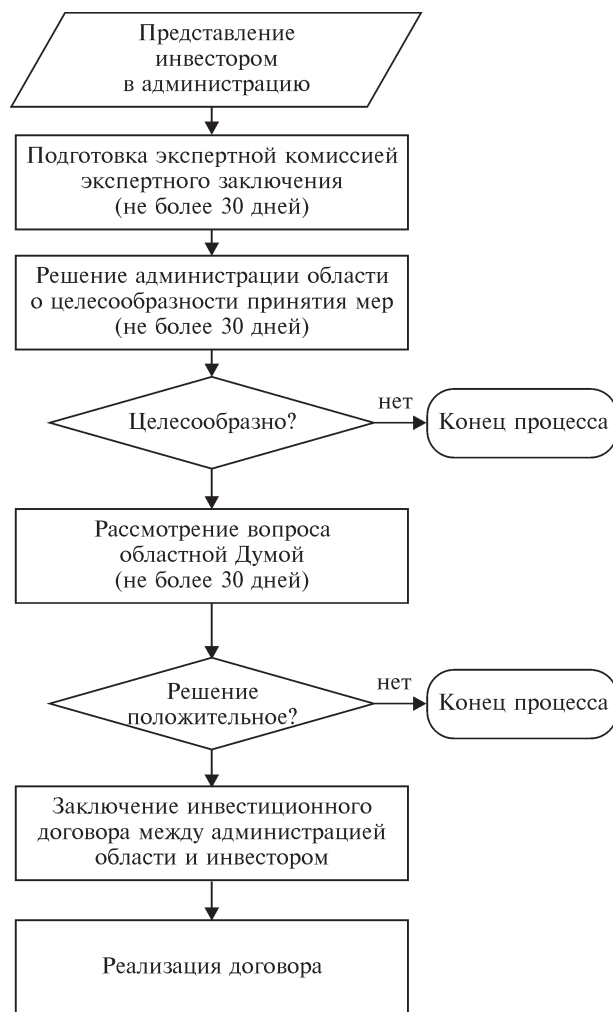 Представление
инвестором
в администрацию
Подготовка экспертной комиссией
экспертного заключения
(не более 30 дней)
Решение администрации области
о целесообразности принятия мер
(не более 30 дней)
Целесообразно?
нет
Конец процесса
Рассмотрение вопроса
областной Думой
(не более 30 дней)
Решение
положительное?
нет
Конец процесса
Заключение инвестиционного
договора между администрацией
области и инвестором
Реализация договора